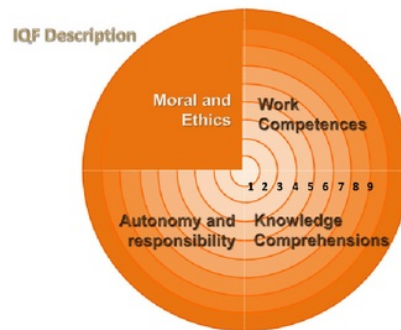 IQF Description
Moral and
Ethics
Work
Competences
1 2 3 4 5 6 7 8 9
Autonomy and
responsibility
Knowledge
Comprehensions